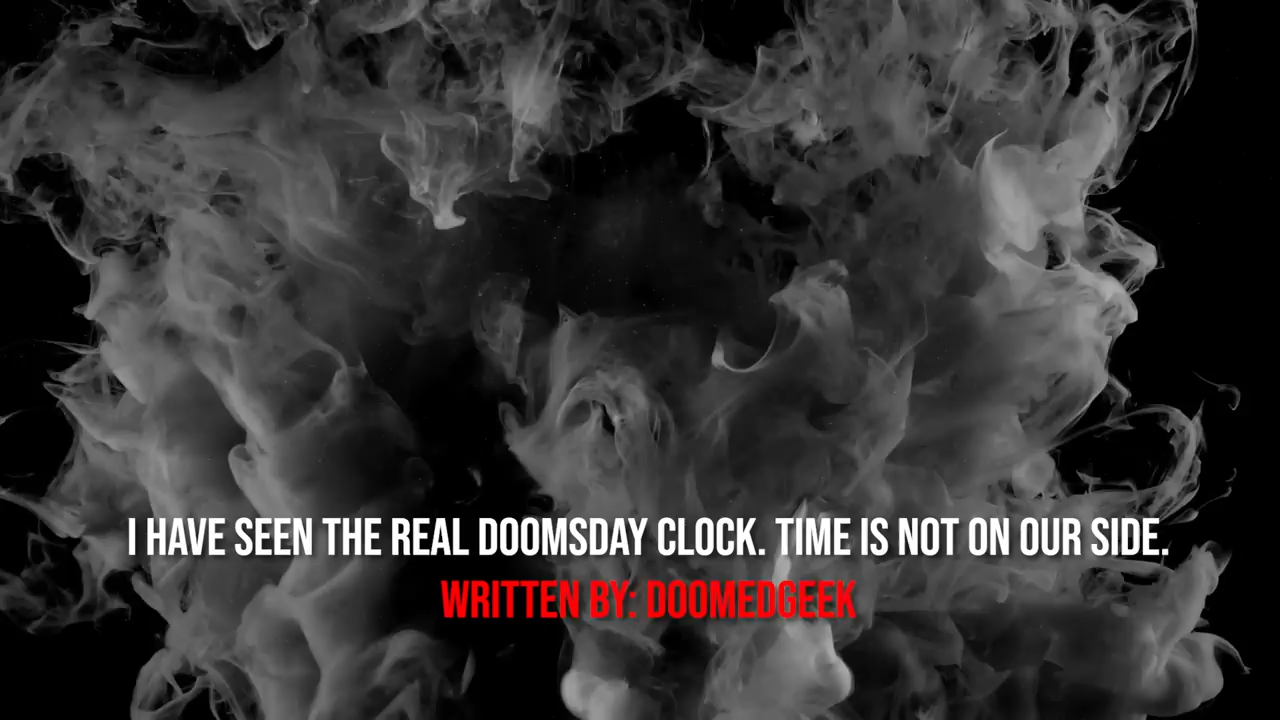 I HAVE SEEN THE REAL DOOMSDAY CLOCK. TIME IS NOT ON OUR SIDE.
WRITTEN BY: DOOMEDGEEK